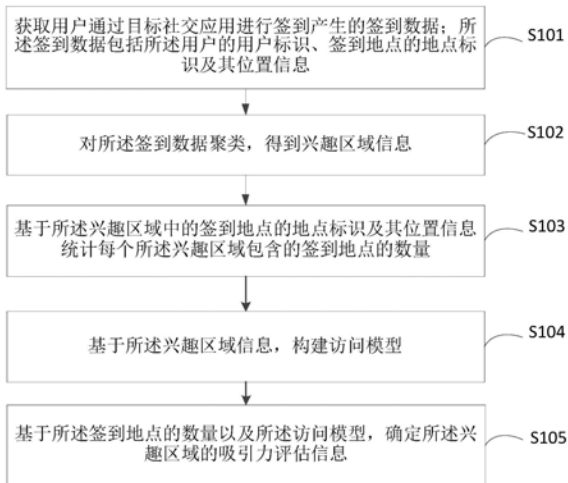 获取用户通过目标社交应用进行签到产生的签到数据；所
述签到数据包括所述用户的用户标识、签到地点的地点标
识及其位置信息
S101
对所述签到数据聚类，得到兴趣区域信息
S102
基于所述兴趣区域中的签到地点的地点标识及其位置信息
统计每个所述兴趣区域包含的签到地点的数量
S103
基于所述兴趣区域信息，构建访问模型
S104
基于所述签到地点的数量以及所述访问模型，确定所述兴
趣区域的吸引力评估信息
S105